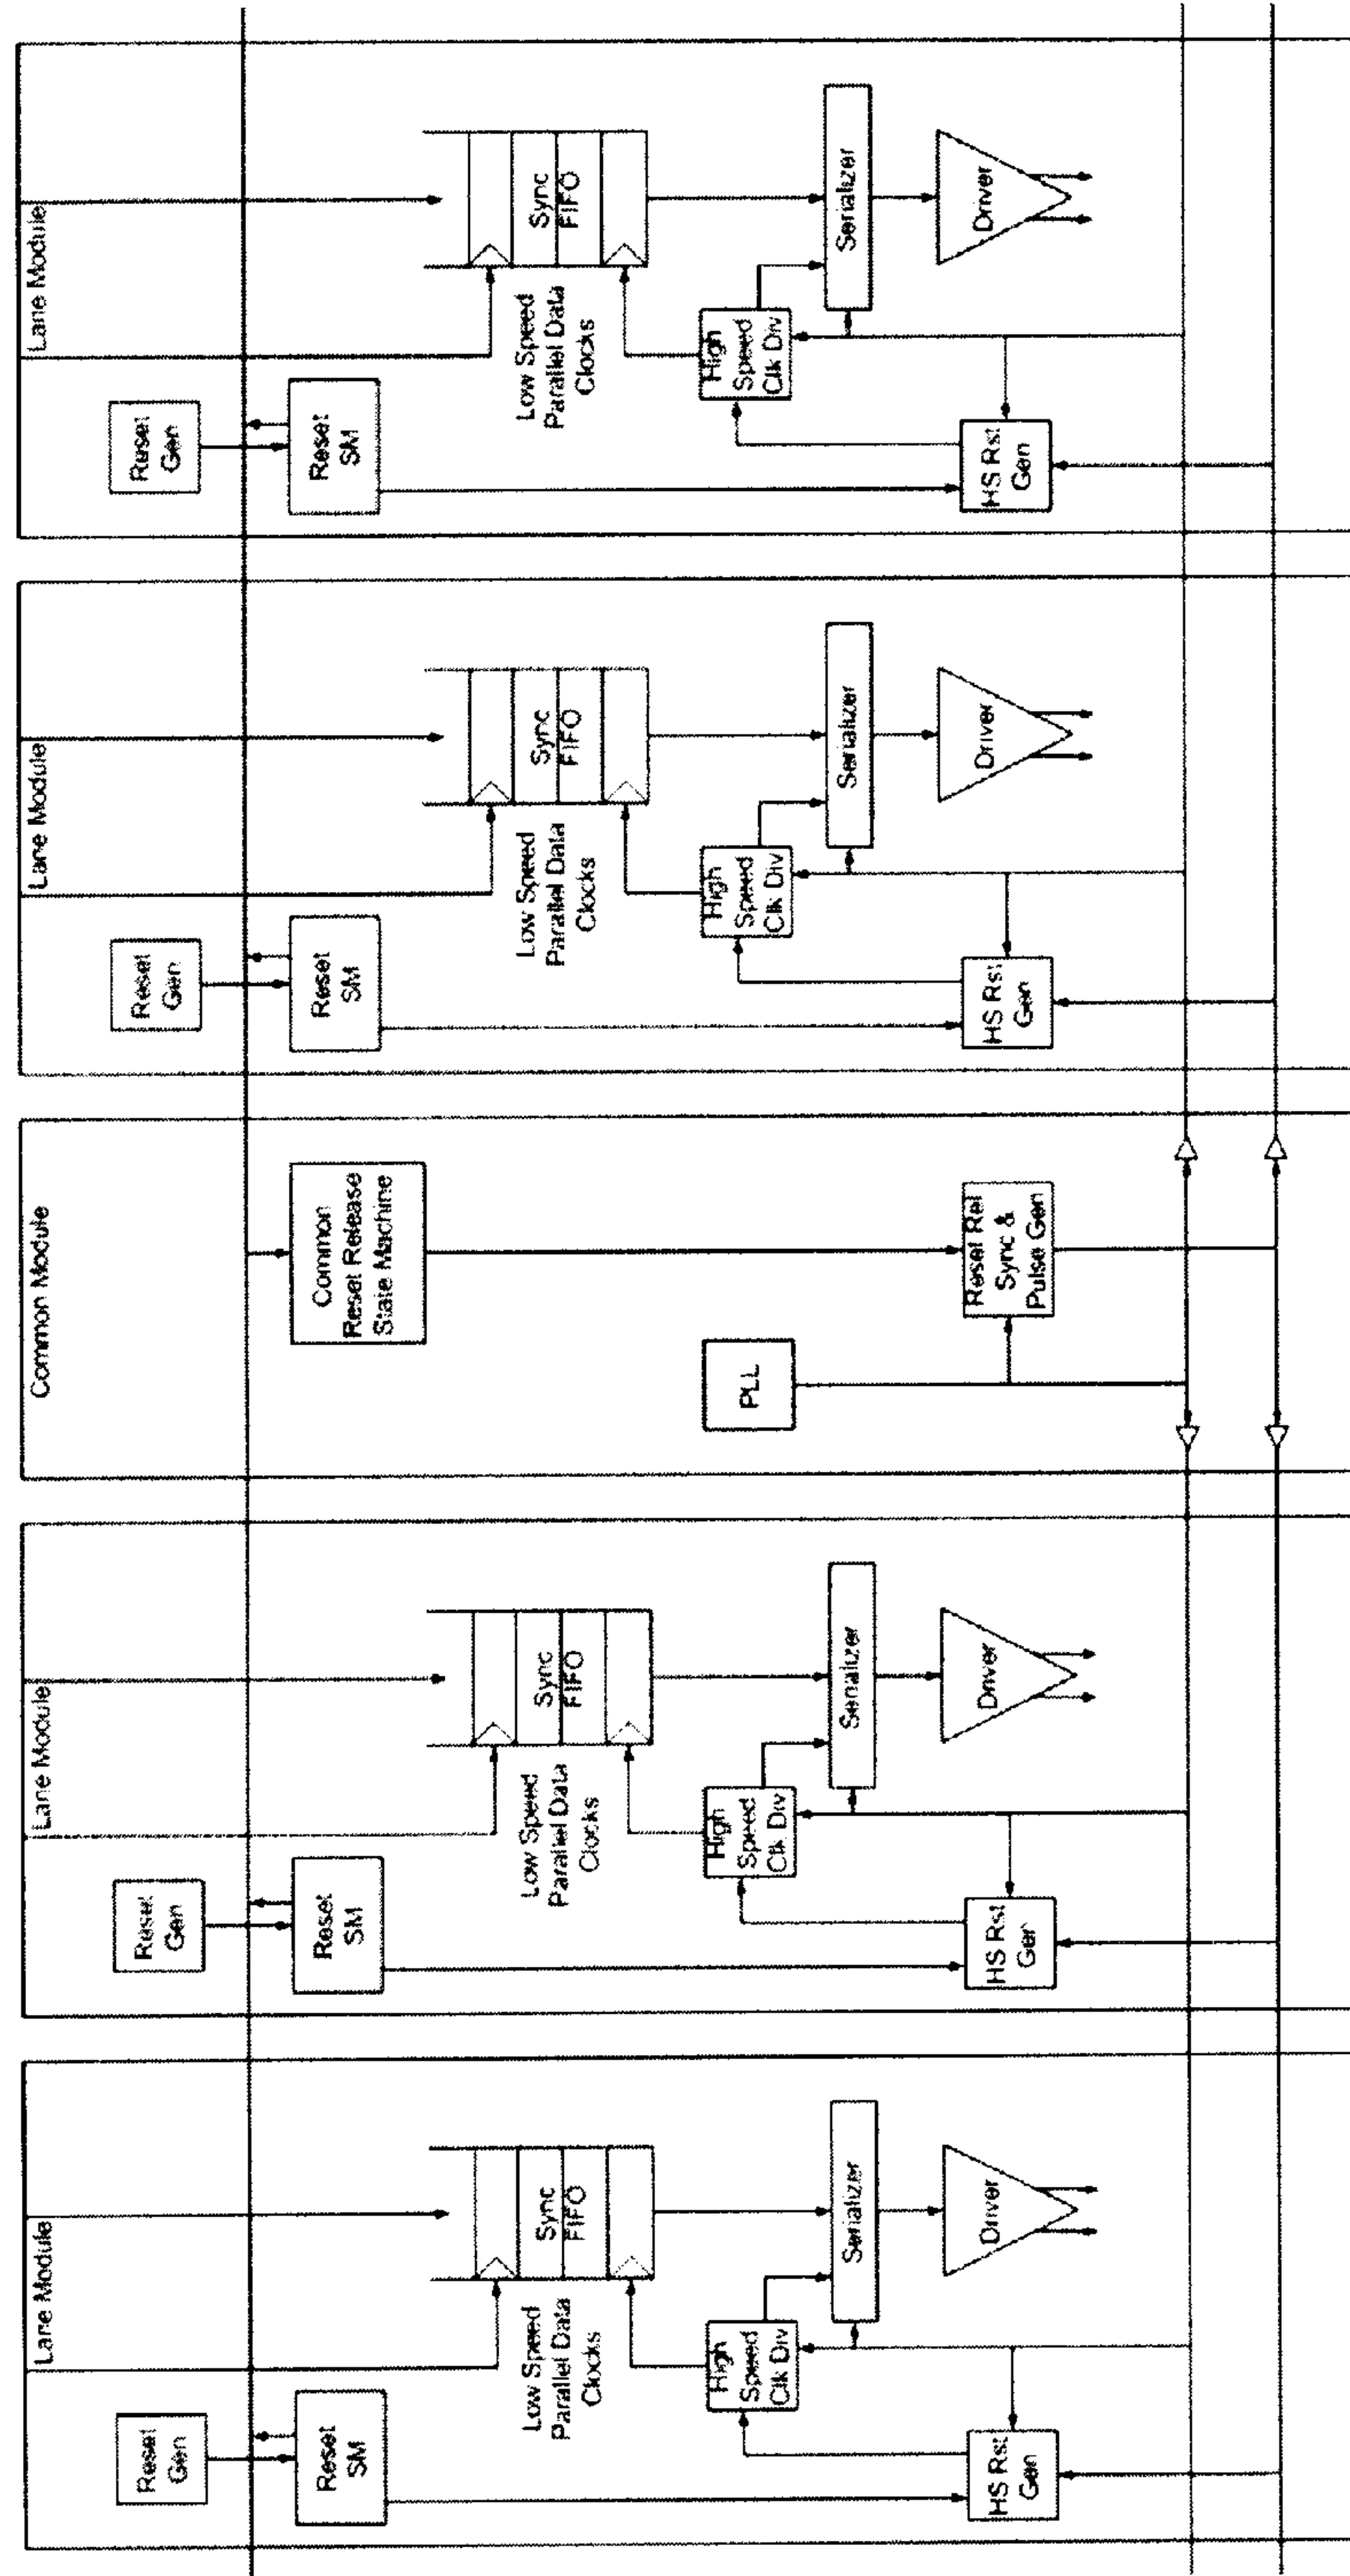 Lane Module
Reset
Gen
Reset
SM
Sync
FIFO
Low Speed
Parallel Data
Clocks
High
Speed
Clk Div
Serializer
HS Rst
Gen
Driver
Lane Module
Reset
Gen
Reset
SM
Sync
FIFO
Low Speed
Parallel Data
Clocks
High
Speed
Clk Div
Serializer
HS Rst
Gen
Driver
Common Module
Common
Reset Release
State Machine
PLL
Reset Rel
Sync &
Pulse Gen
Lane Module
Reset
Gen
Reset
SM
Sync
FIFO
Low Speed
Parallel Data
Clocks
High
Speed
Clk Div
Serializer
HS Rst
Gen
Driver
Lane Module
Reset
Gen
Reset
SM
Sync
FIFO
Low Speed
Parallel Data
Clocks
High
Speed
Clk Div
Serializer
HS Rst
Gen
Driver